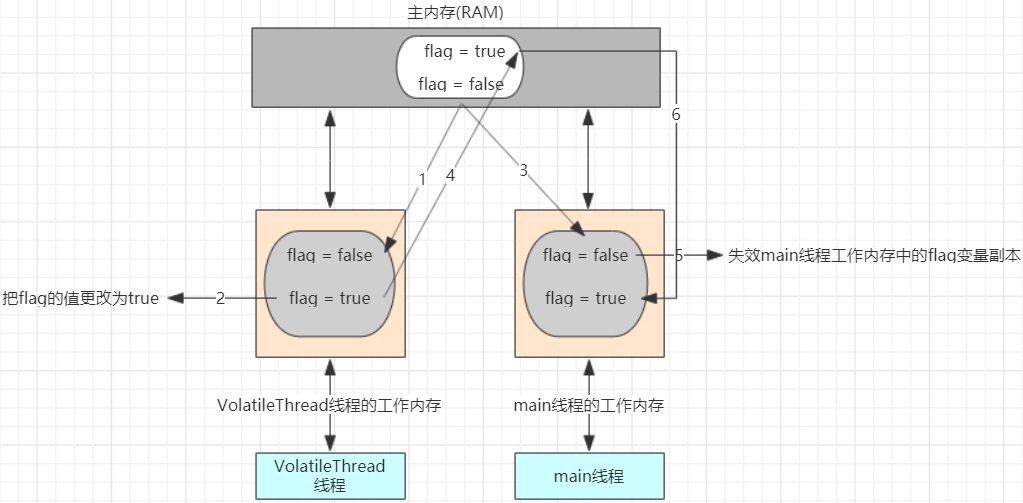 主内存(RAM)
flag = true
flag = false
6
1
4
3
flag = false
flag = false
5
失效main线程工作内存中的flag变量副本
把flag的值更改为true
2
flag = true
flag = true
VolatileThread线程的工作内存
main线程的工作内存
VolatileThread
线程
main线程